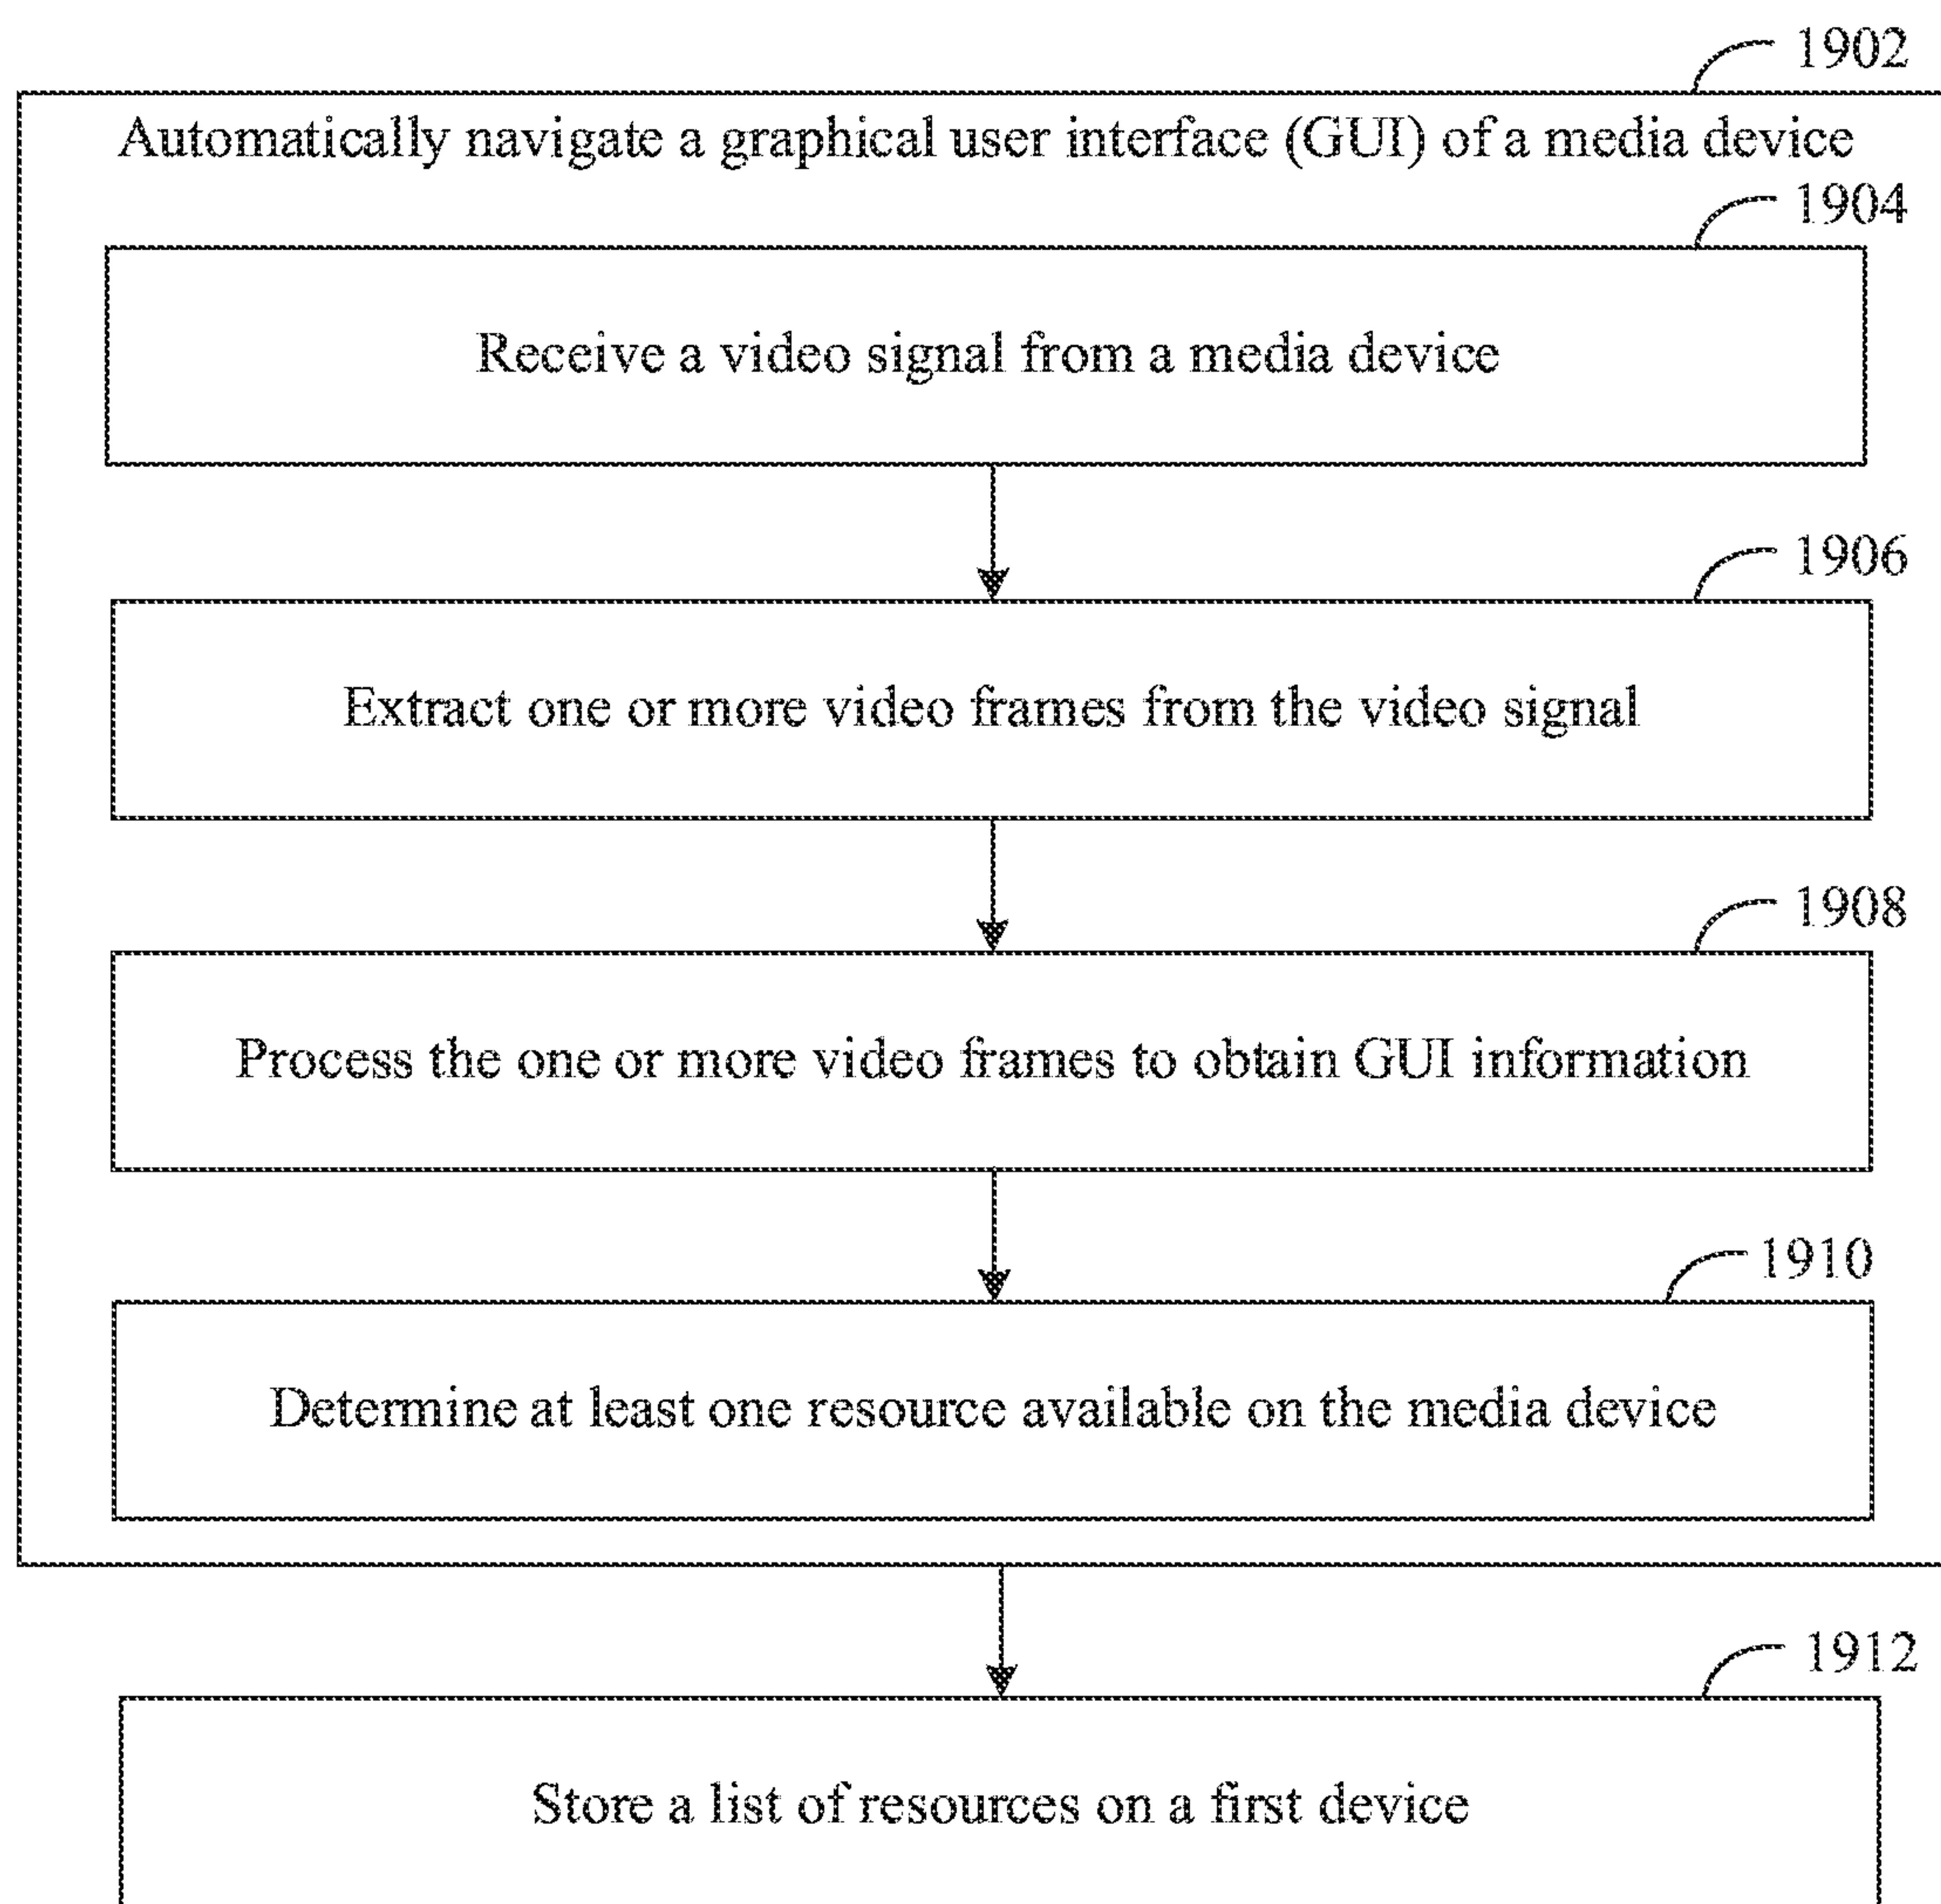 1902
Automatically navigate a graphical user interface (GUI) of a media device
1904
Receive a video signal from a media device
1906
Extract one or more video frames from the video signal
1908
Process the one or more video frames to obtain GUI information
1910
Determine at least one resource available on the media device
1912
Store a list of resources on a first device